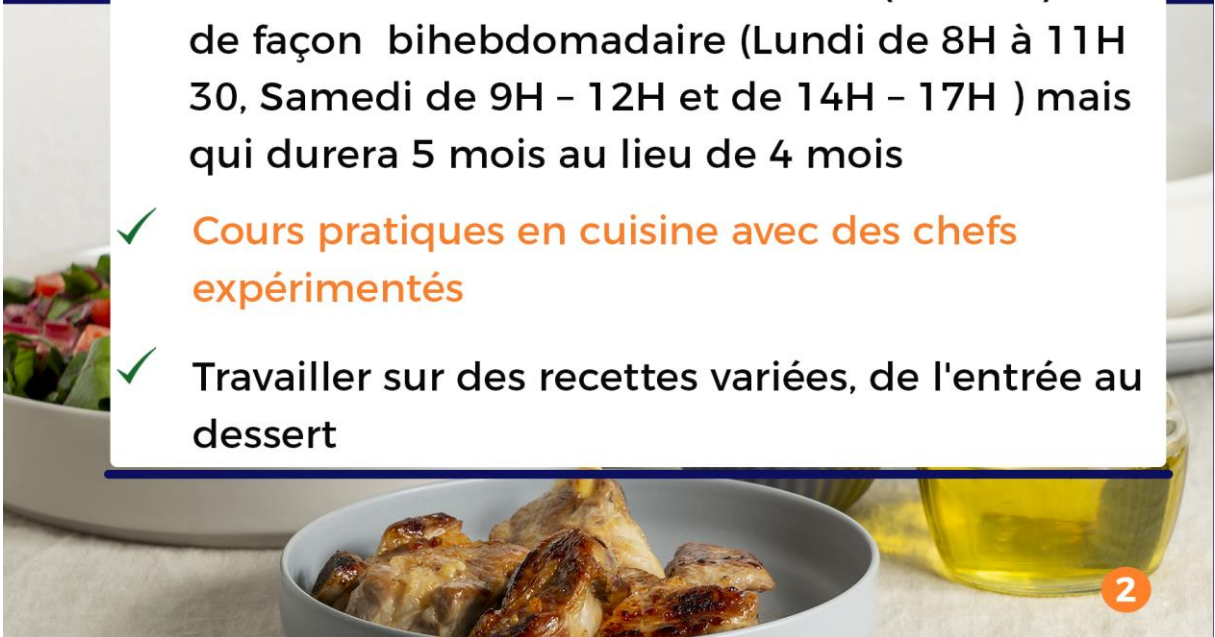 de façon bihebdomadaire (Lundi de 8H à 11H
30, Samedi de 9H – 12H et de 14H – 17H ) mais
qui durera 5 mois au lieu de 4 mois
Cours pratiques en cuisine avec des chefs
expérimentés
Travailler sur des recettes variées, de l'entrée au
dessert
2